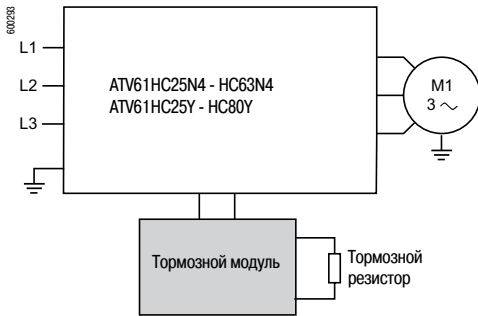 600293
L1
L2
L3
ATV61HC25N4 - HC63N4
ATV61HC25Y - HC80Y
M1
3 ~
Тормозной модуль
Тормозной
резистор